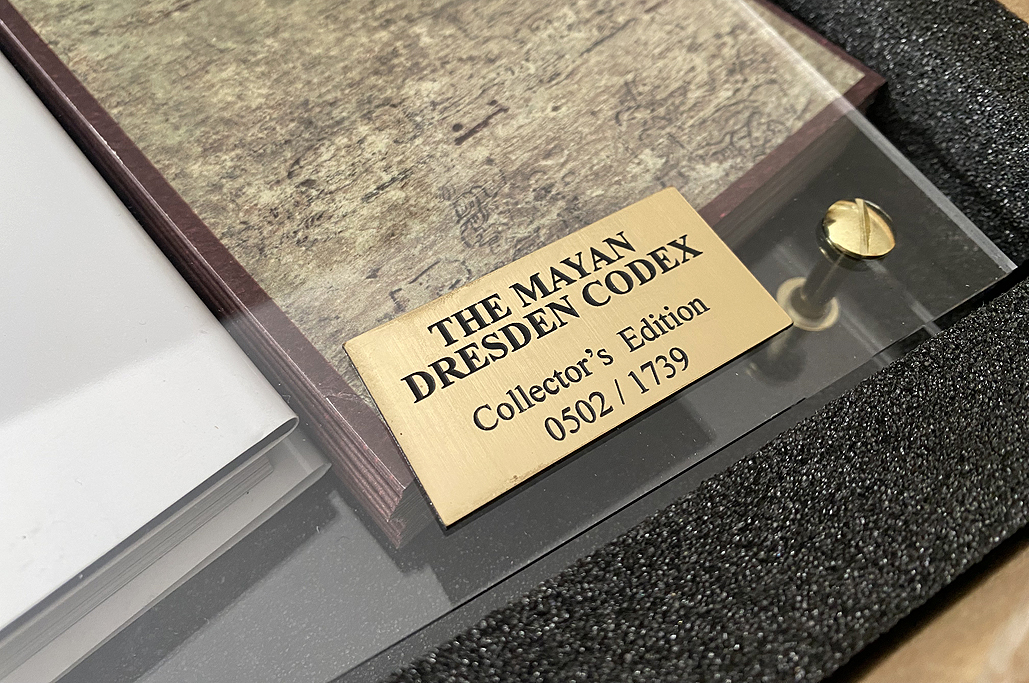 THE MAYAN
DRESDEN CODEX
Collector's Edition
0502 / 1739